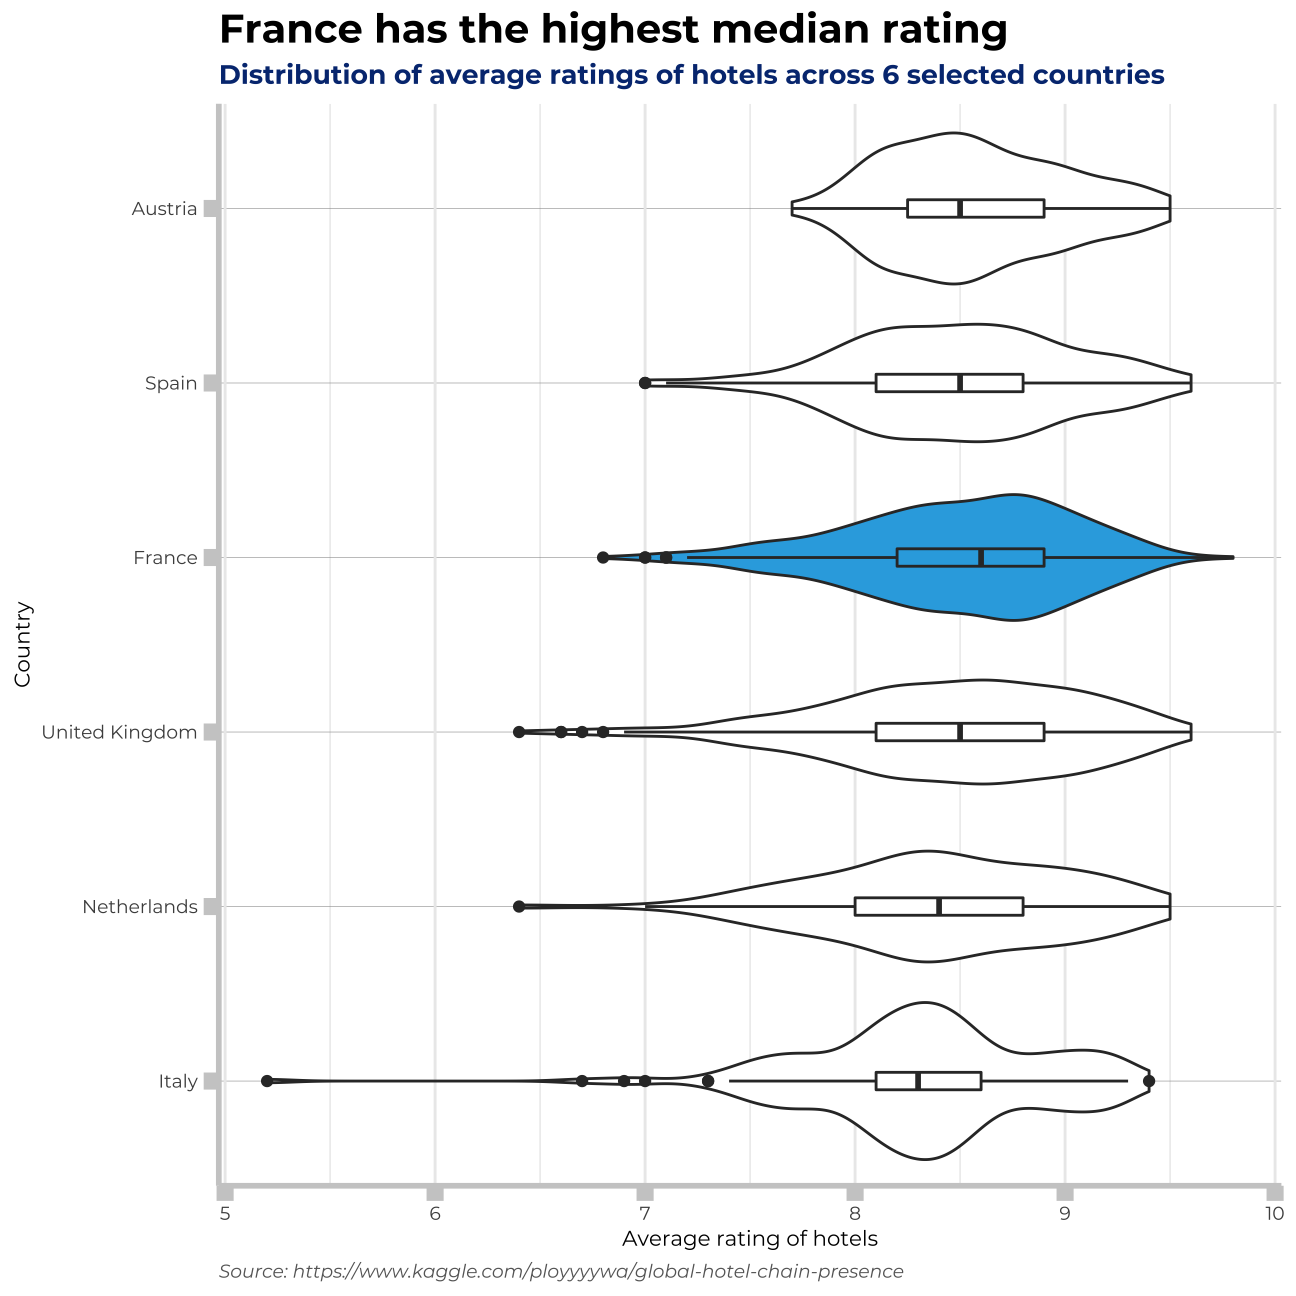 France has the highest median rating
Distribution of average ratings of hotels across 6 selected countries
Austria
Spain
France
United Kingdom
Netherlands
Italy
Country
5 6 7 8 9 10
Average rating of hotels
Source: https://www.kaggle.com/ployyyywa/global-hotel-chain-presence